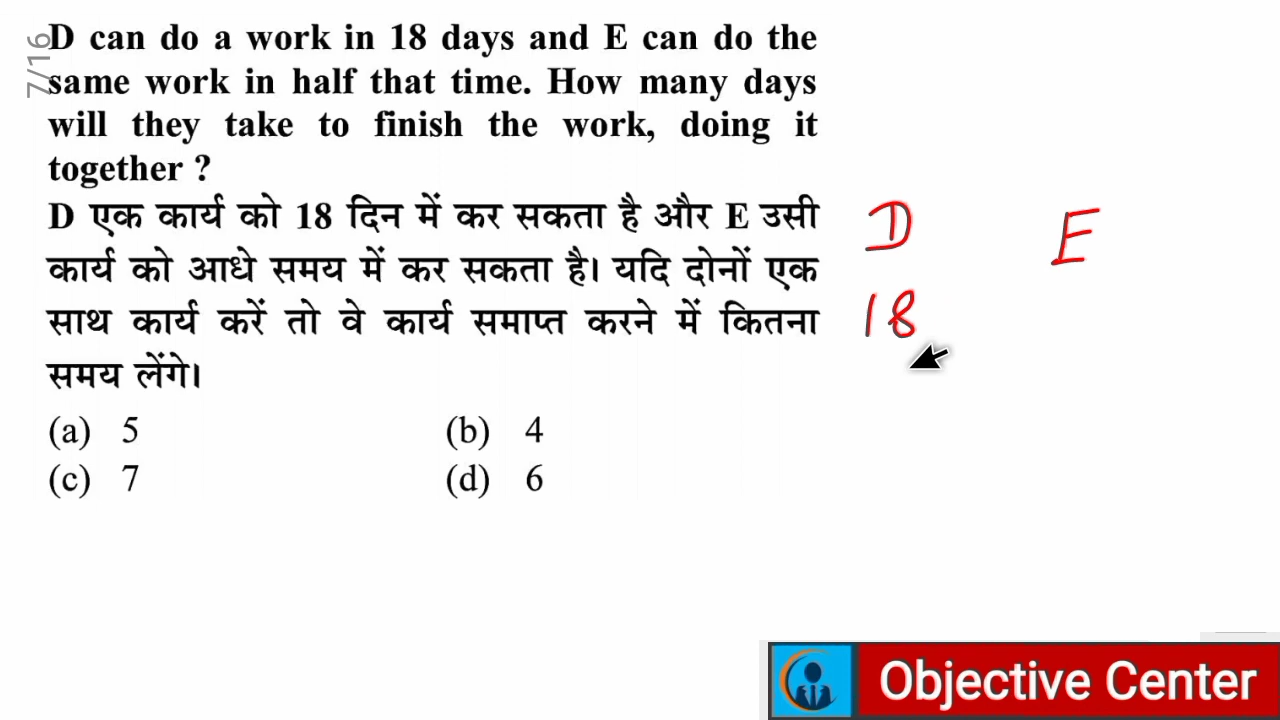 7/16
D can do a work in 18 days and E can do the
same work in half that time. How many days
will they take to finish the work, doing it
together ?
D एक कार्य को 18 दिन में कर सकता है और E उसी
कार्य को आधे समय में कर सकता है। यदि दोनों एक
साथ कार्य करें तो वे कार्य समाप्त करने में कितना
समय लेंगे।
(a) 5 (b) 4
(c) 7 (d) 6
D E
18
Objective Center